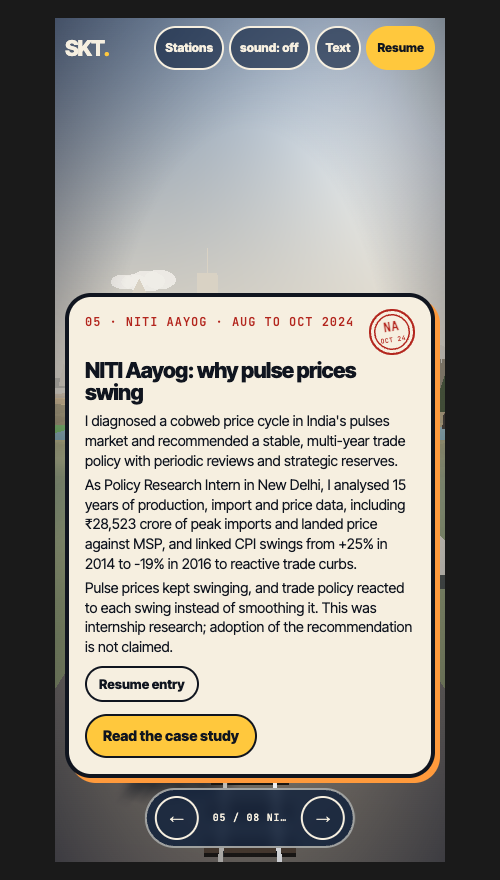 SKT.
Stations
sound: off
Text
Resume
05 · NITI AAYOG · AUG TO OCT 2024
NA
OCT 24
NITI Aayog: why pulse prices
swing
I diagnosed a cobweb price cycle in India's pulses
market and recommended a stable, multi-year trade
policy with periodic reviews and strategic reserves.
As Policy Research Intern in New Delhi, I analysed 15
years of production, import and price data, including
₹28,523 crore of peak imports and landed price
against MSP, and linked CPI swings from +25% in
2014 to -19% in 2016 to reactive trade curbs.
Pulse prices kept swinging, and trade policy reacted
to each swing instead of smoothing it. This was
internship research; adoption of the recommendation
is not claimed.
Resume entry
Read the case study
← 05 / 08 NI… →